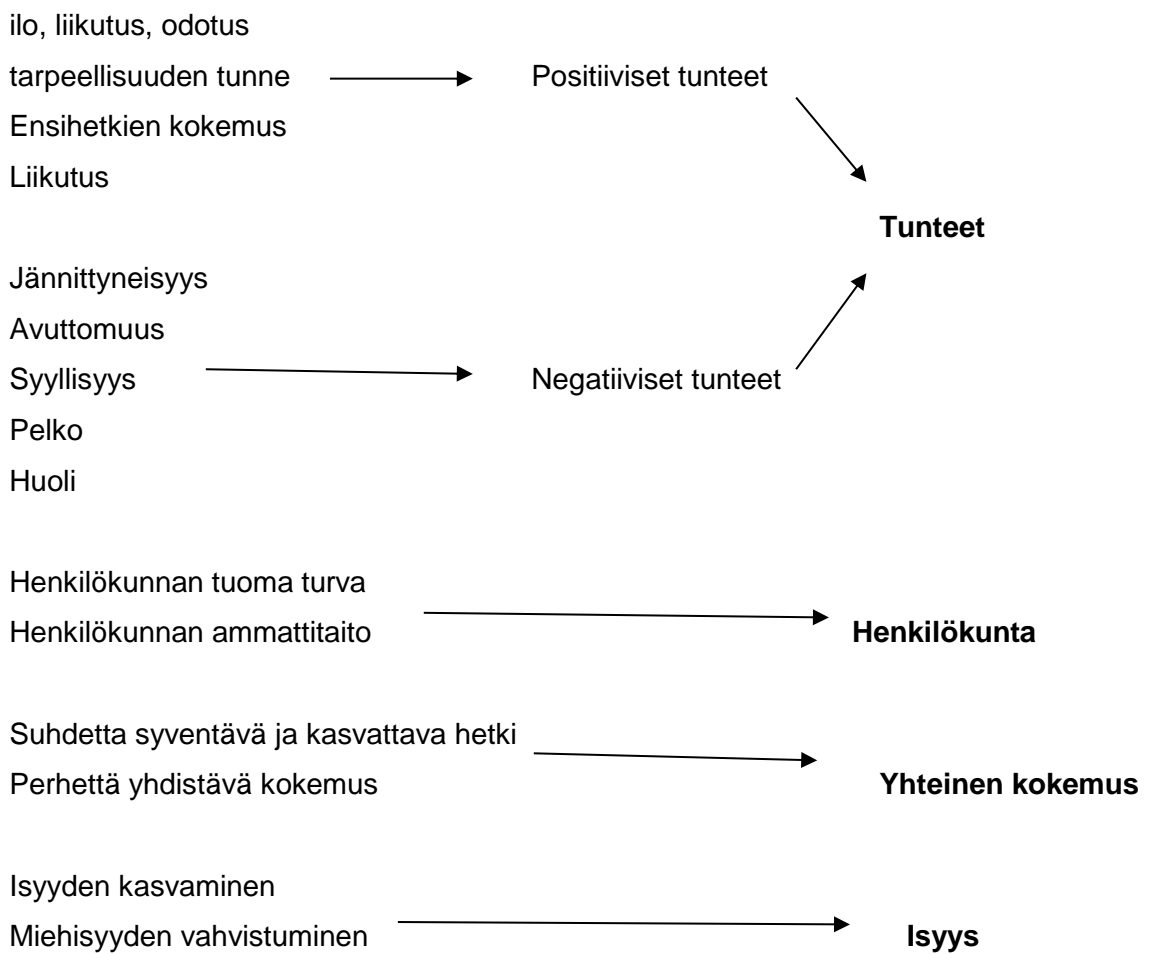 ilo, liikutus, odotus
tarpeellisuuden tunne Positiiviset tunteet
Ensihetkien kokemus
Liikutus
Tunteet
Jännittyneisyys
Avuttomuus
Syyllisyys Negatiiviset tunteet
Pelko
Huoli
Henkilökunnan tuoma turva
Henkilökunnan ammattitaito Henkilökunta
Suhdetta syventävä ja kasvattava hetki
Perhettä yhdistävä kokemus Yhteinen kokemus
Isyyden kasvaminen
Miehisyyden vahvistuminen Isyys